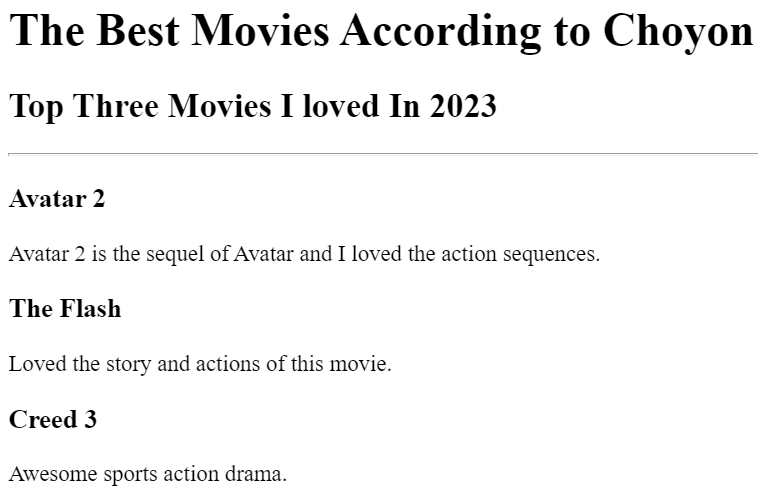 The Best Movies According to Choyon
Top Three Movies I loved In 2023
Avatar 2
Avatar 2 is the sequel of Avatar and I loved the action sequences.
The Flash
Loved the story and actions of this movie.
Creed 3
Awesome sports action drama.